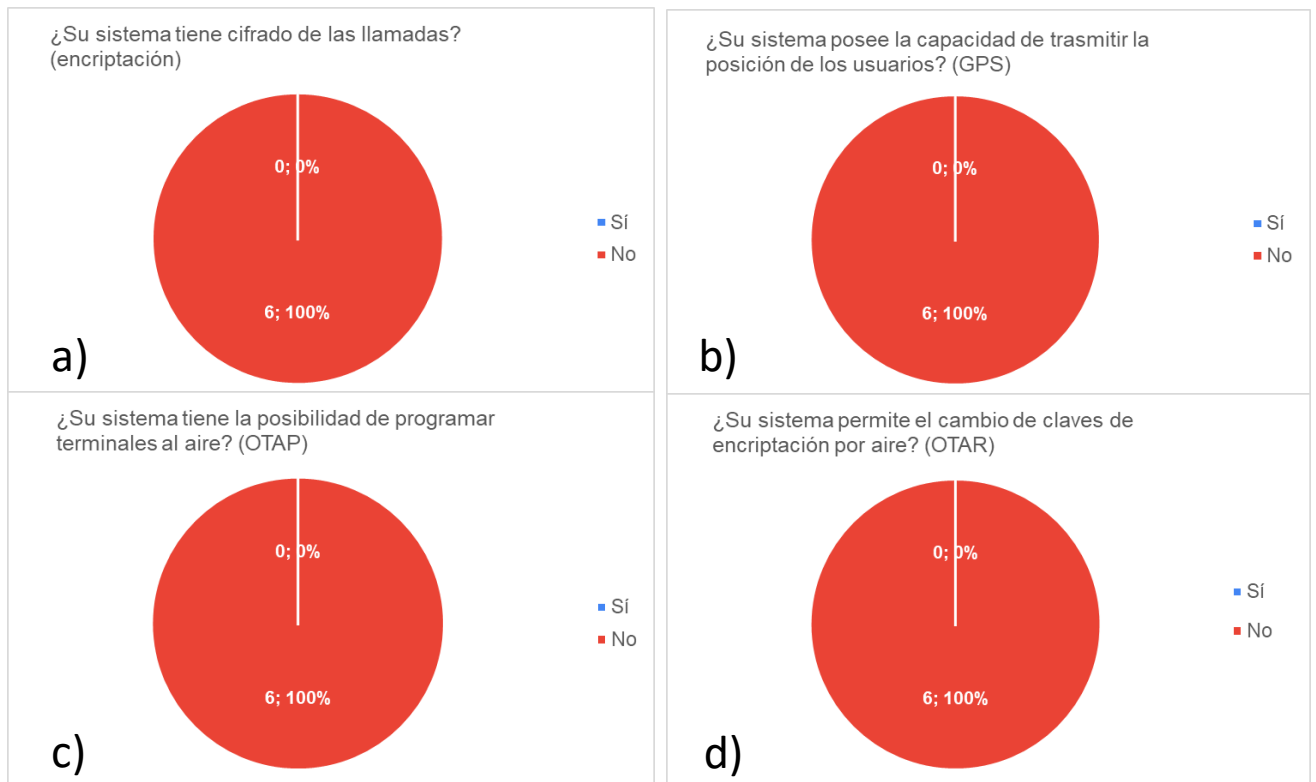 ¿Su sistema tiene cifrado de las llamadas?
(encriptación)
0; 0%
6; 100%
Sí
No
a)
¿Su sistema posee la capacidad de trasmitir la
posición de los usuarios? (GPS)
0; 0%
6; 100%
Sí
No
b)
¿Su sistema tiene la posibilidad de programar
terminales al aire? (OTAP)
0; 0%
6; 100%
Sí
No
c)
¿Su sistema permite el cambio de claves de
encriptación por aire? (OTAR)
0; 0%
6; 100%
Sí
No
d)